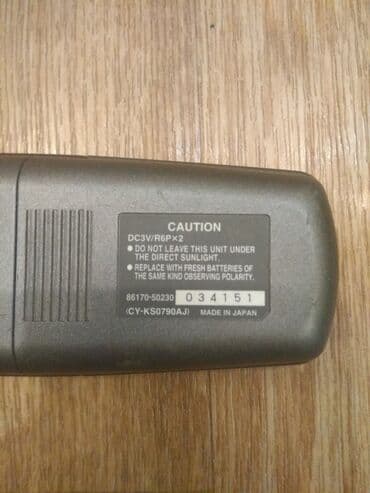 CAUTION
DC3V/R6P×2
● DO NOT LEAVE THIS UNIT UNDER
THE DIRECT SUNLIGHT.
● REPLACE WITH FRESH BATTERIES OF
THE SAME KIND OBSERVING POLARITY.
86170-50230 034151
(CY-KS0790AJ) MADE IN JAPAN